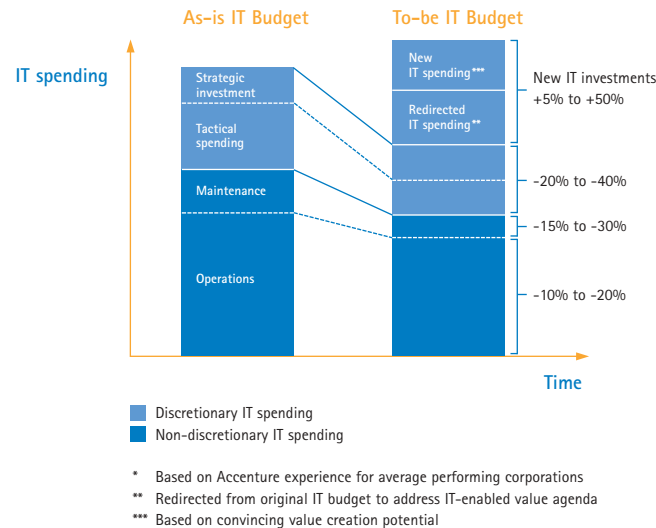 As-is IT Budget
To-be IT Budget
IT spending
Strategic
investment
Tactical
spending
Maintenance
Operations
New
IT spending***
Redirected
IT spending**
New IT investments
+5% to +50%
-20% to -40%
-15% to -30%
-10% to -20%
Time
Discretionary IT spending
Non-discretionary IT spending
* Based on Accenture experience for average performing corporations
** Redirected from original IT budget to address IT-enabled value agenda
*** Based on convincing value creation potential